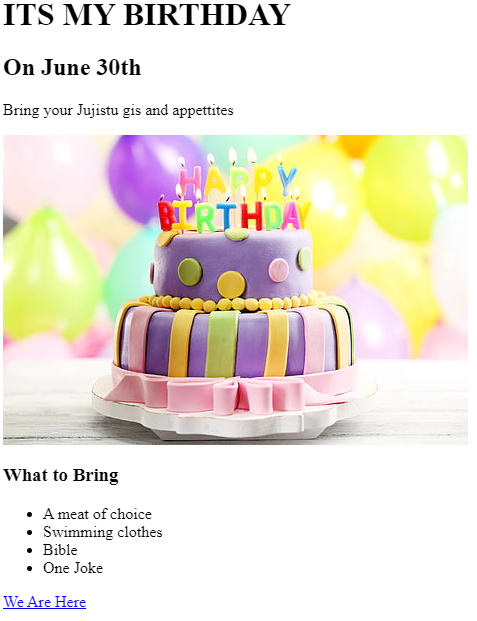 ITS MY BIRTHDAY
On June 30th
Bring your Jujistu gis and appettites
HAPPY
BIRTHDAY
What to Bring
A meat of choice
Swimming clothes
Bible
One Joke
We Are Here